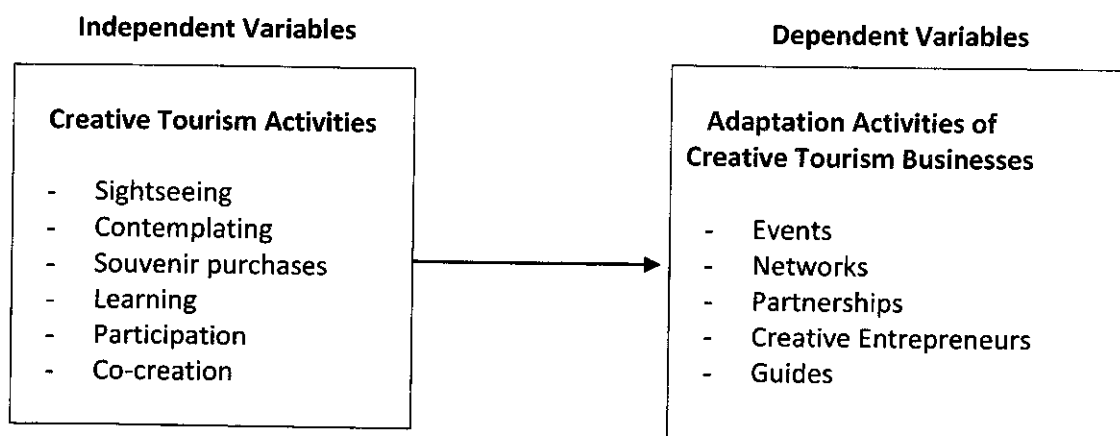 Independent Variables
Creative Tourism Activities
- Sightseeing
- Contemplating
- Souvenir purchases
- Learning
- Participation
- Co-creation
Dependent Variables
Adaptation Activities of
Creative Tourism Businesses
- Events
- Networks
- Partnerships
- Creative Entrepreneurs
- Guides